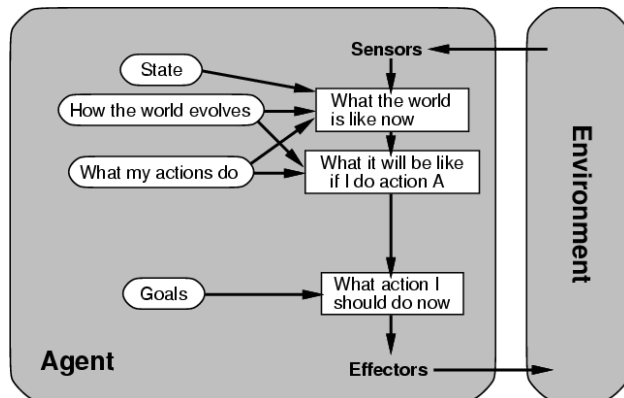 Sensors
State
How the world evolves
What the world
is like now
What my actions do
What it will be like
if I do action A
Goals
What action I
should do now
Agent
Effectors
Environment